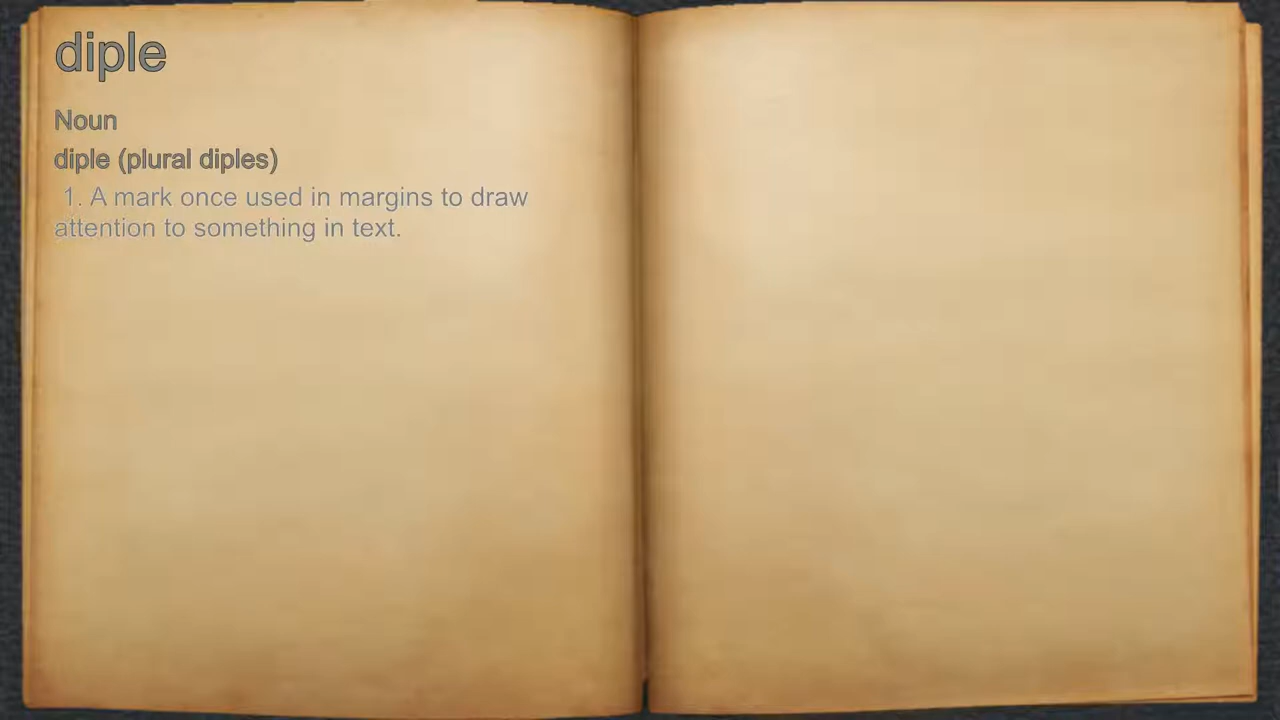 diple
Noun
diple (plural diples)
1. A mark once used in margins to draw
attention to something in text.